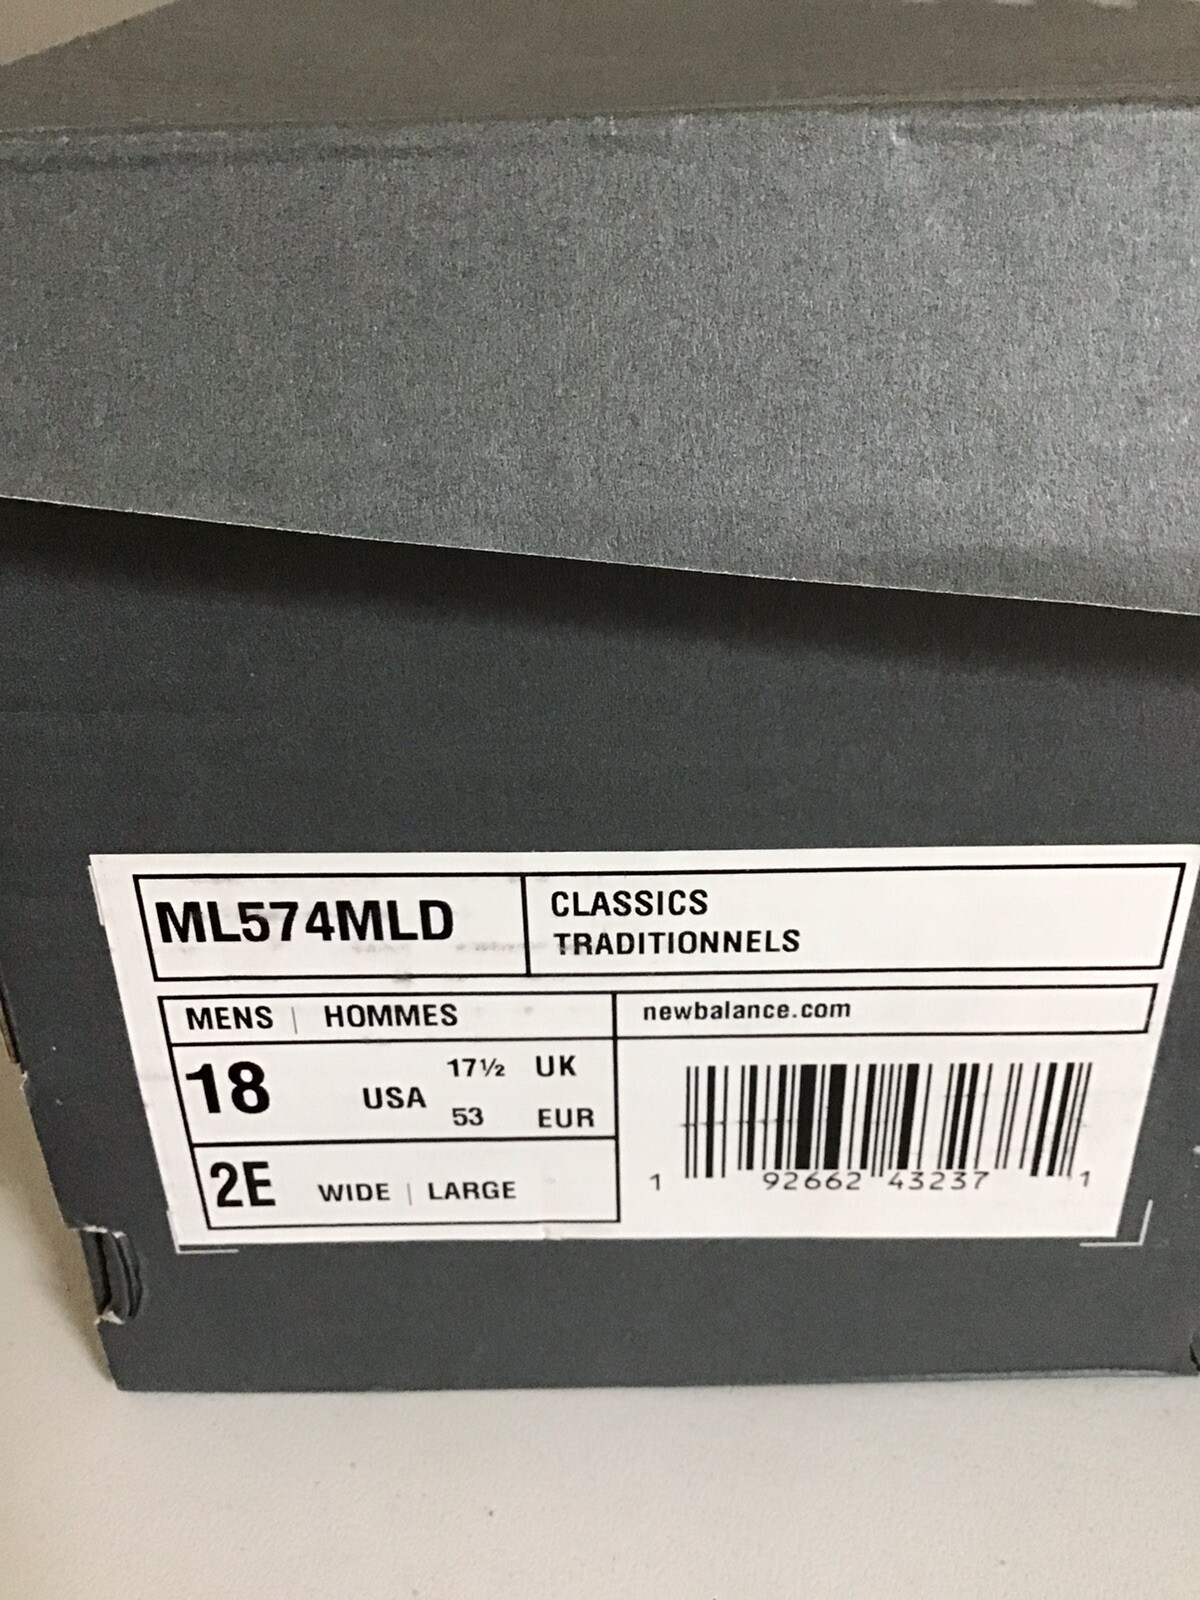 ML574MLD
CLASSICS
TRADITIONNELS
MENS | HOMMES
newbalance.com
18 USA 17½ UK
53 EUR
2E WIDE | LARGE
1 92662 43237 1